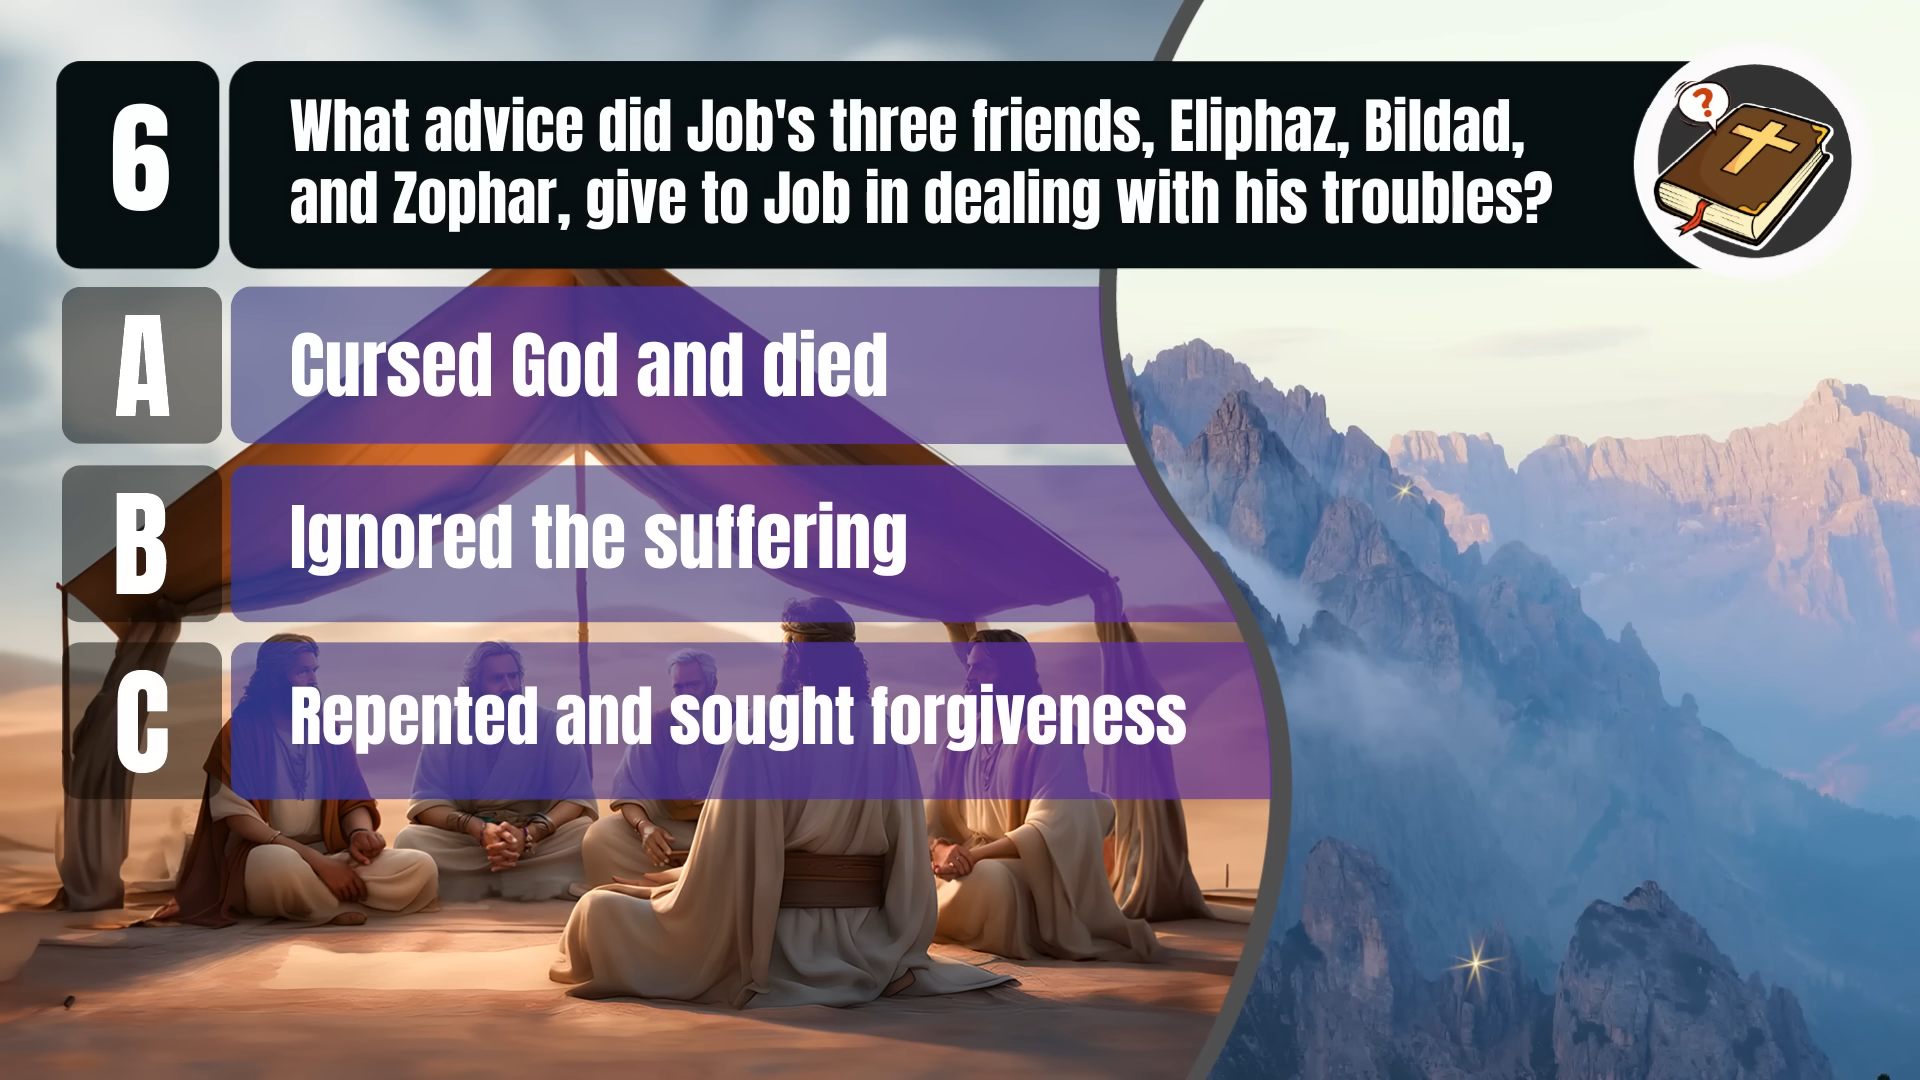 6
What advice did Job's three friends, Eliphaz, Bildad,
and Zophar, give to Job in dealing with his troubles?
?
A
Cursed God and died
B
Ignored the suffering
C
Repented and sought forgiveness